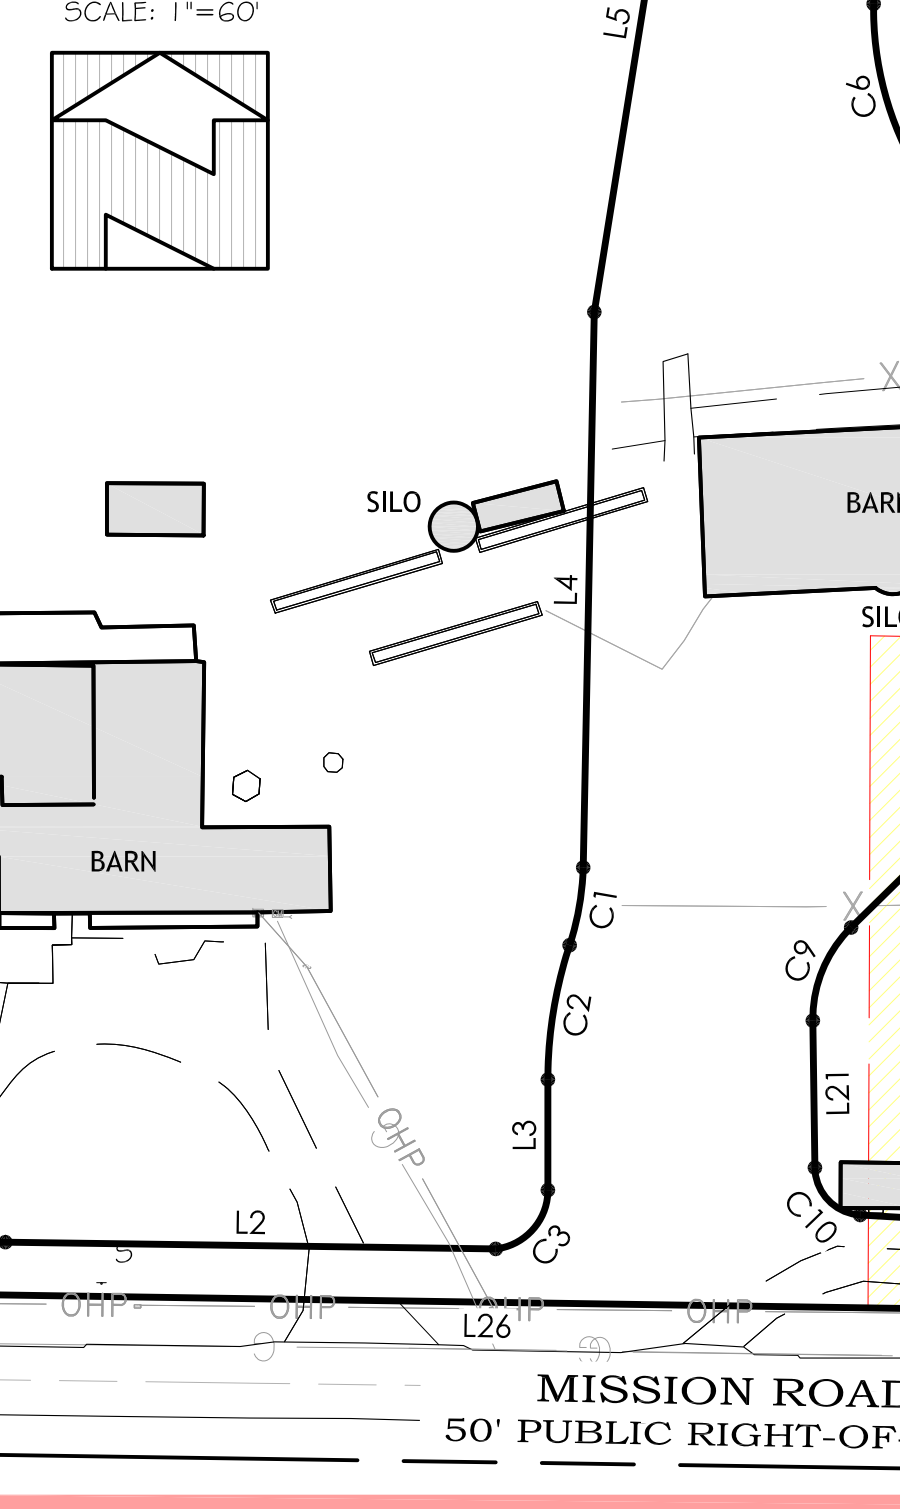 SCALE: 1"=60'
L5
C6
X
SILO
BARN
L4
SILO
BARN
C1
X
C9
C2
L21
OHP
L3
C10
L2
C3
S
OHP
OHP
OHP
OHP
L26
MISSION ROAD
50' PUBLIC RIGHT-OF-